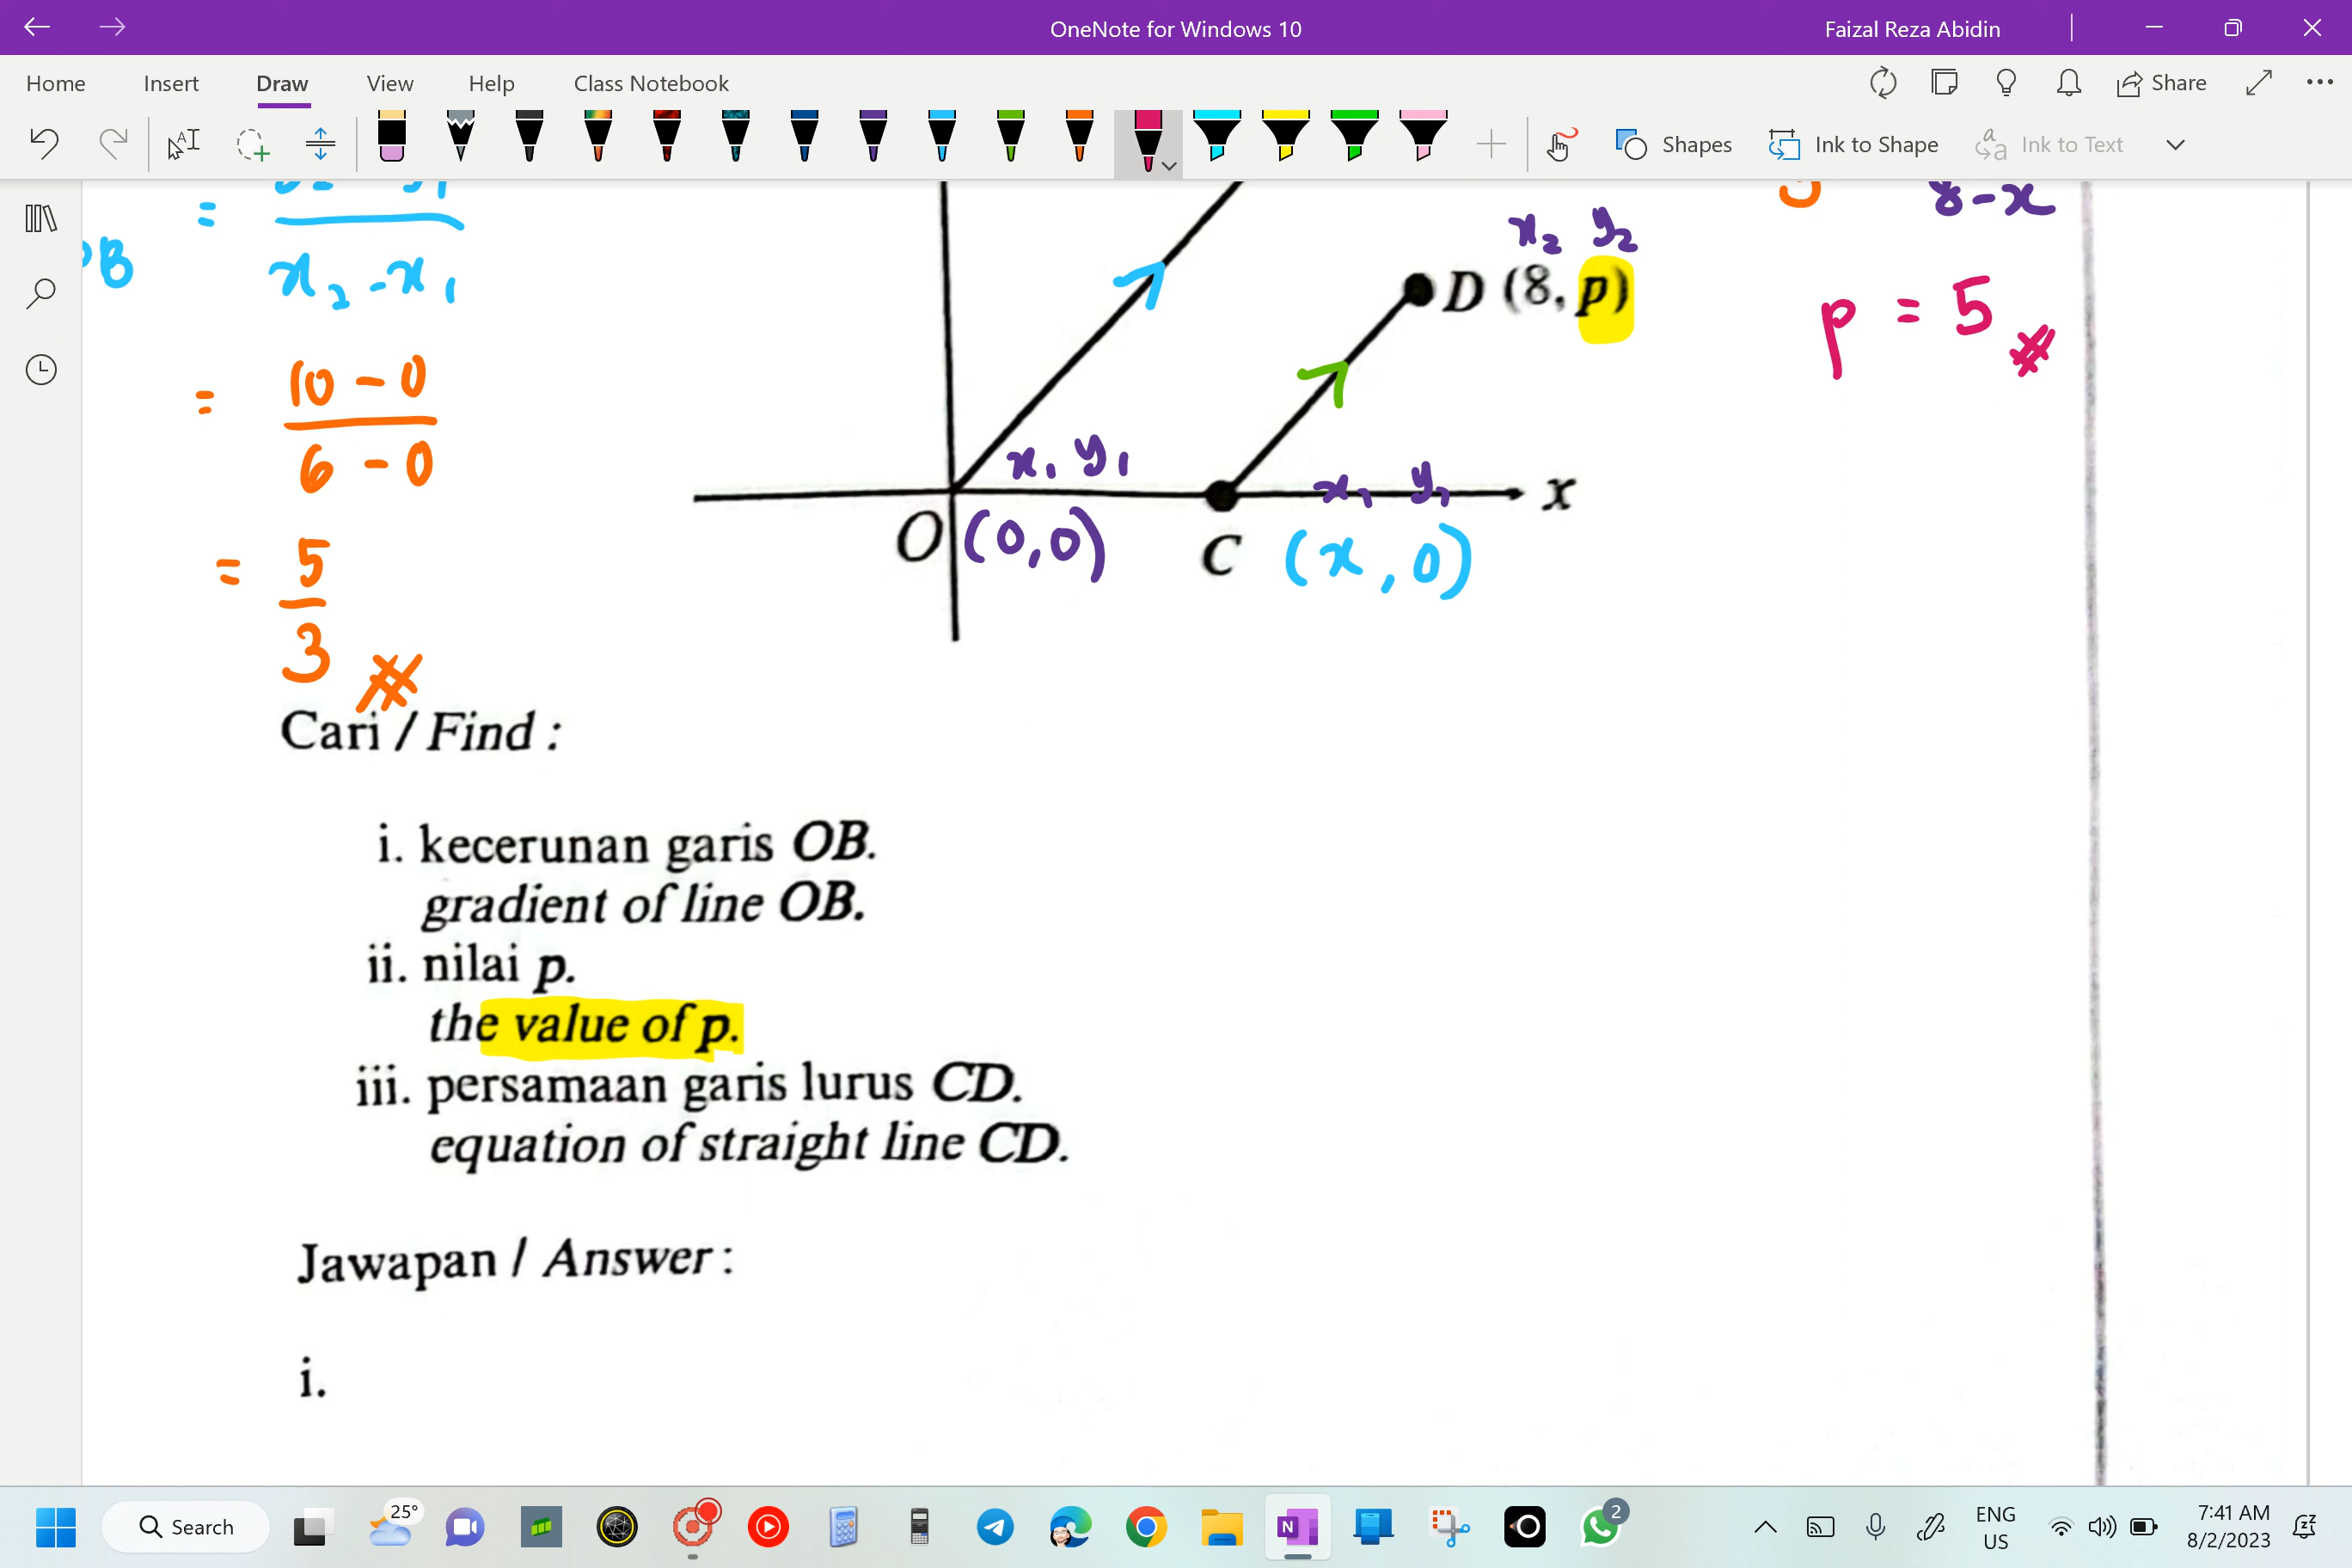 OneNote for Windows 10
Faizal Reza Abidin
Home Insert Draw View Help Class Notebook
Share
Shapes Ink to Shape Ink to Text
OB = x₂ - x₁
= 10 - 0
6 - 0
= 5
3 #
x₂ y₂
D (8, p)
x₁ y₁
x₁ y₁ x
O (0,0) C (x, 0)
8 - x
p = 5 #
Cari / Find :
i. kecerunan garis OB.
gradient of line OB.
ii. nilai p.
the value of p.
iii. persamaan garis lurus CD.
equation of straight line CD.
Jawapan / Answer :
i.
Search
25°
2
ENG
US
7:41 AM
8/2/2023